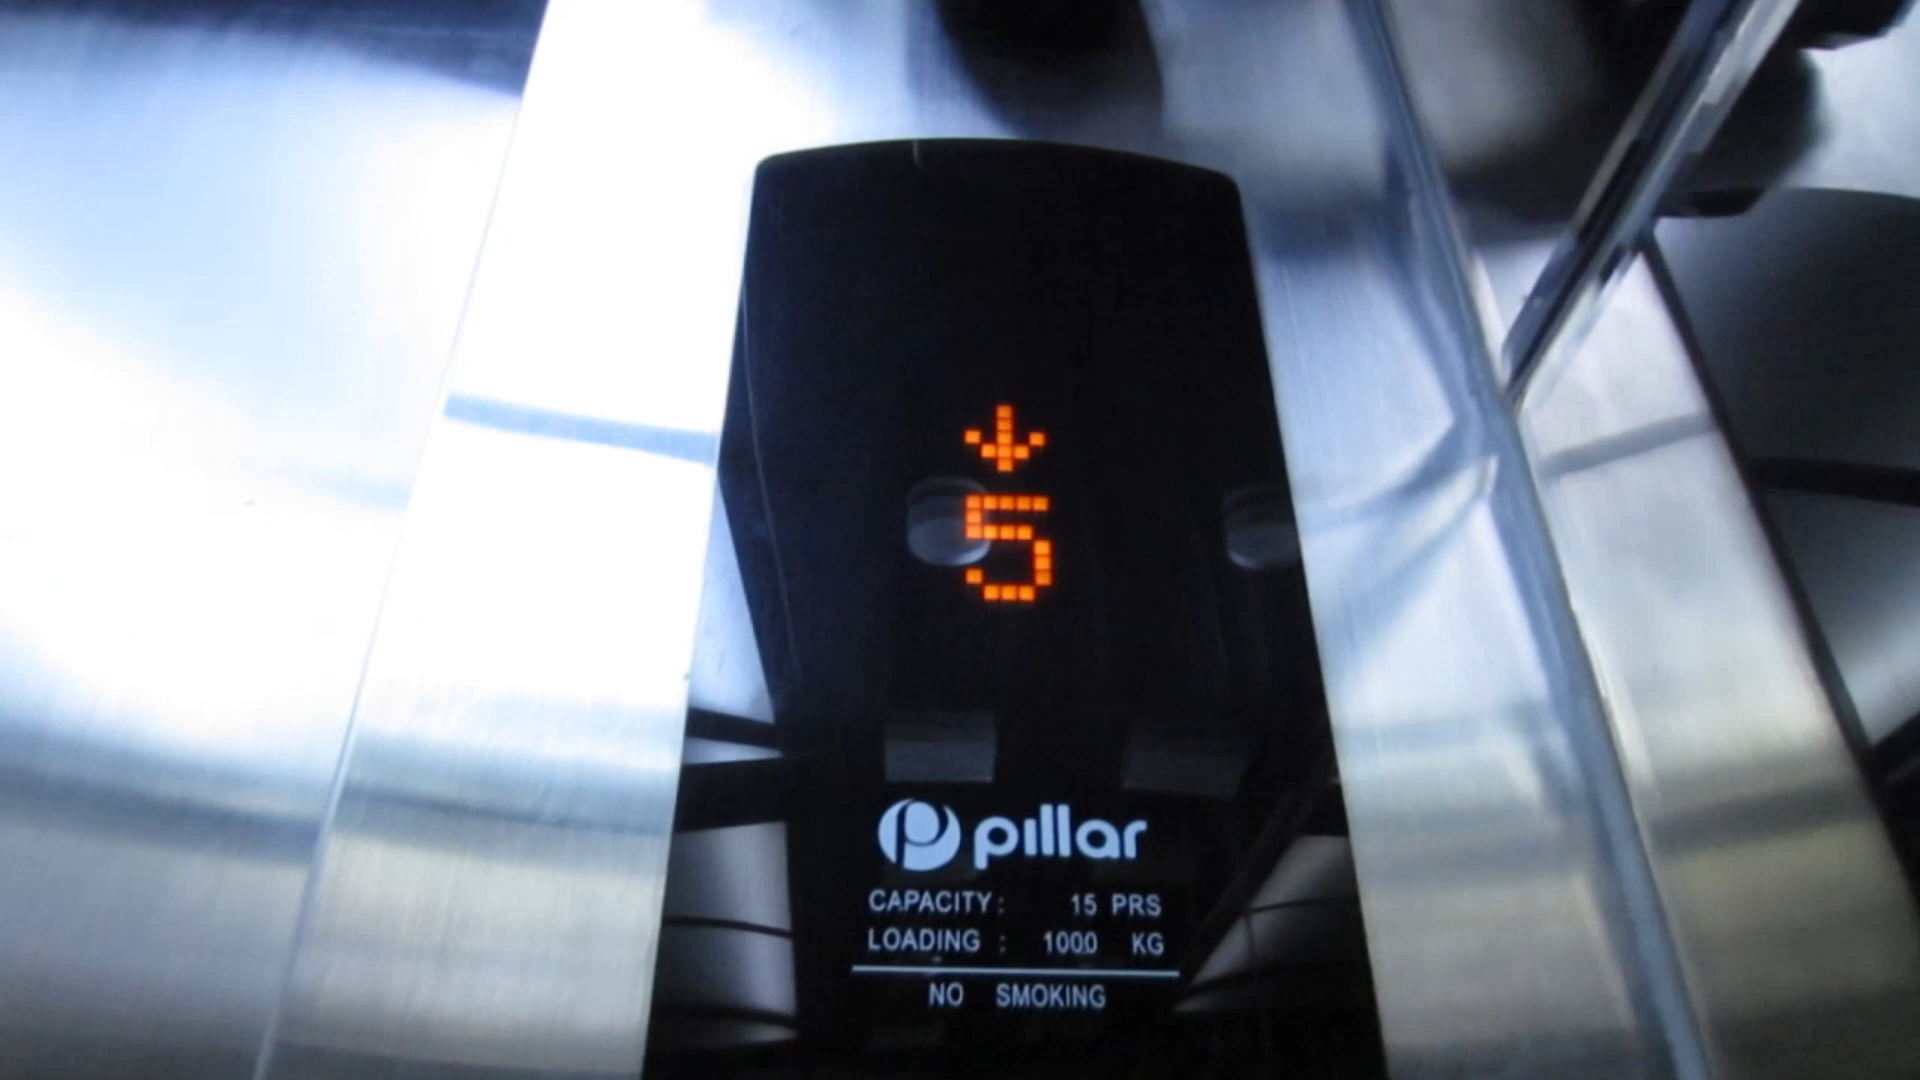 5
pillar
CAPACITY: 15 PRS
LOADING : 1000 KG
NO SMOKING